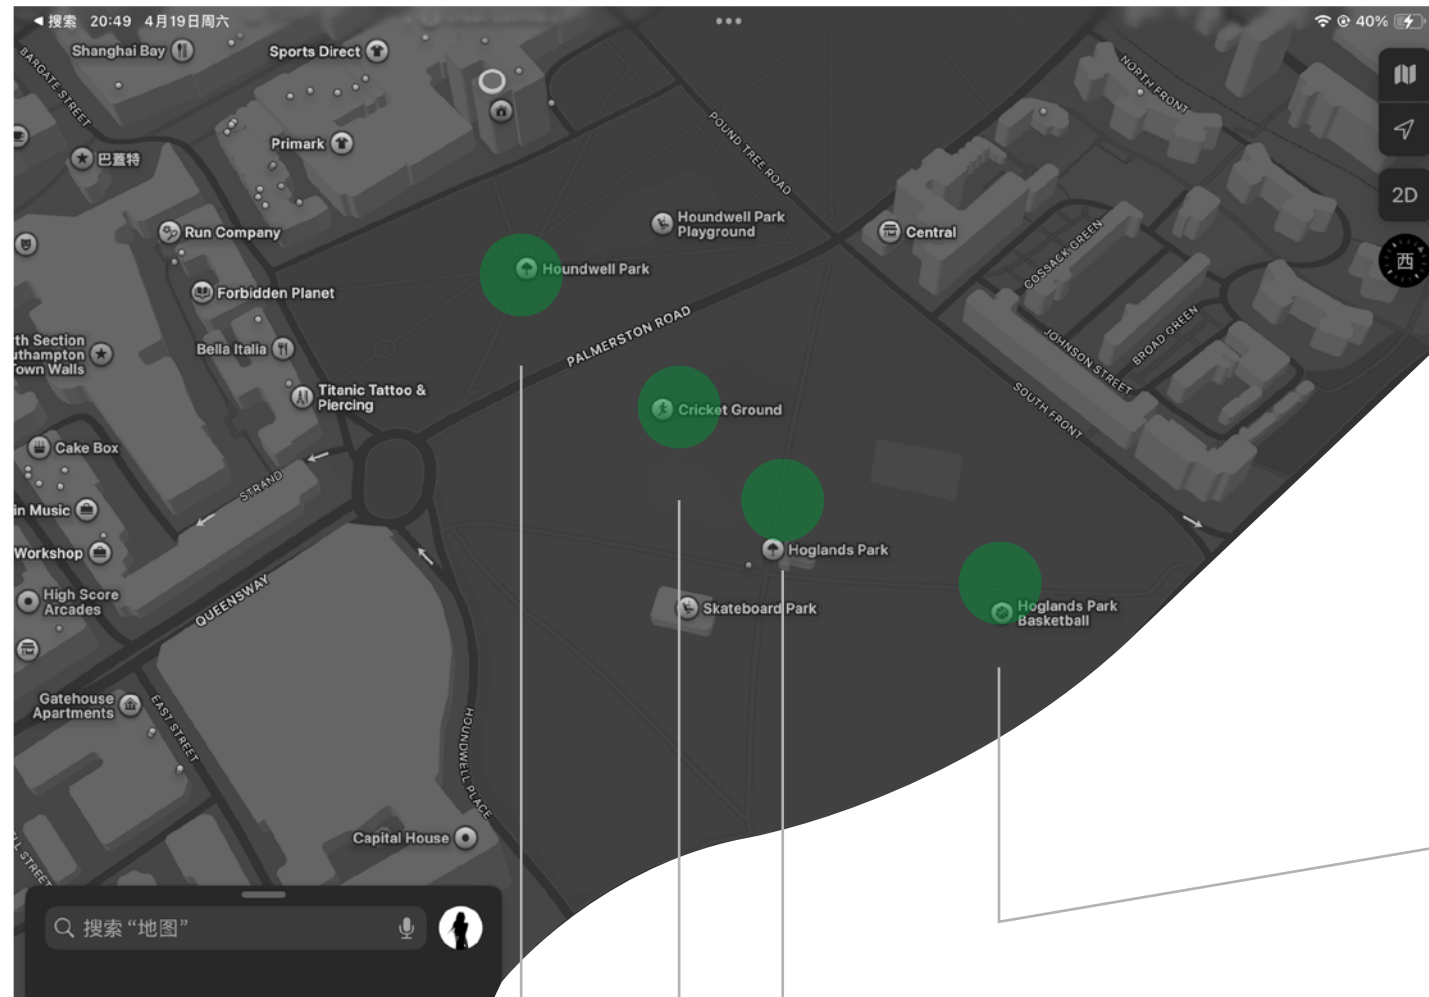 搜索 20:49 4月19日周六
40%
Shanghai Bay
Sports Direct
BARGATE STREET
NORTH FRONT
Primark
巴蓋特
POUND TREE ROAD
2D
Run Company
Houndwell Park
Playground
Central
西
COSSACK GREEN
Houndwell Park
Forbidden Planet
PALMERSTON ROAD
BROAD GREEN
th Section
uthampton
Town Walls
Bella Italia
JOHNSON STREET
Titanic Tattoo &
Piercing
SOUTH FRONT
Cricket Ground
Cake Box
STRAND
in Music
Workshop
Hoglands Park
High Score
Arcades
QUEENSWAY
Skateboard Park
Hoglands Park
Basketball
Gatehouse
Apartments
EAST STREET
HOUNDWELL PLACE
Capital House
LL STREET
搜索“地图”